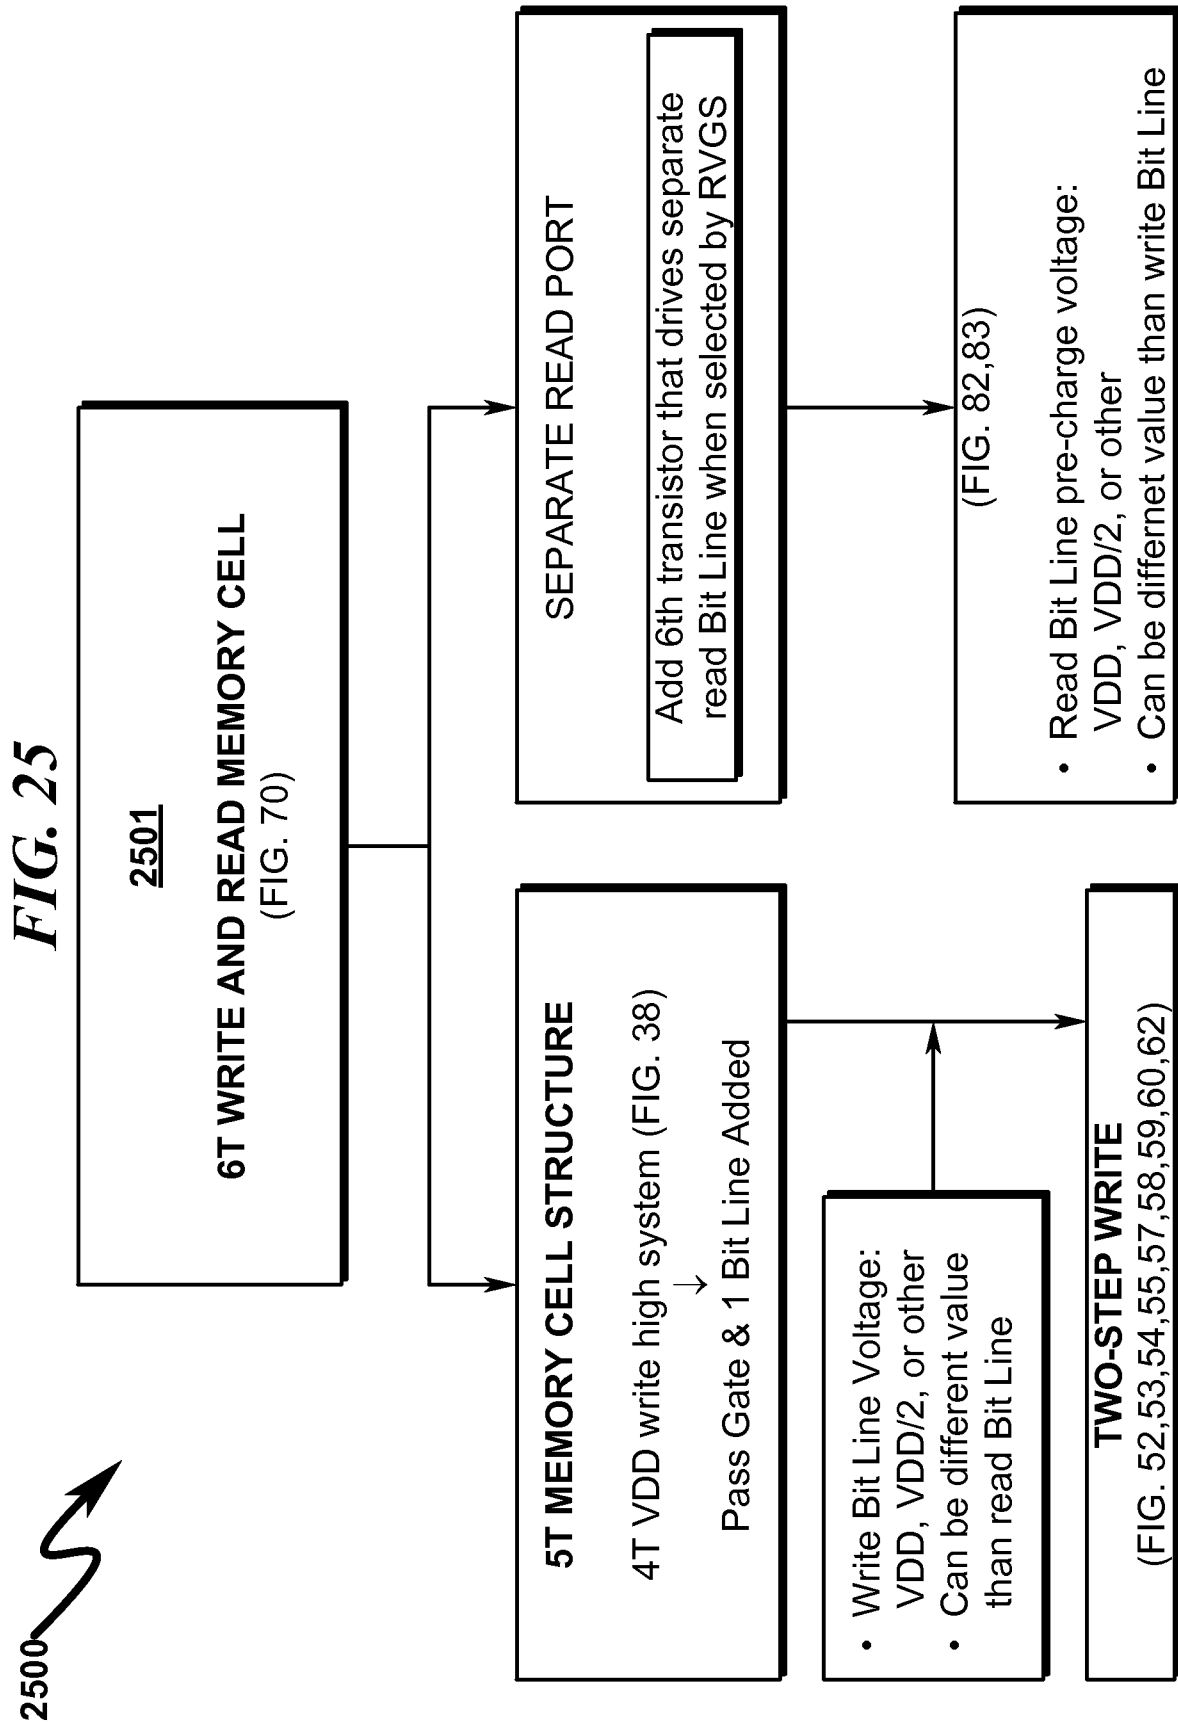 FIG. 25
2500
2501
6T WRITE AND READ MEMORY CELL
(FIG. 70)
5T MEMORY CELL STRUCTURE
4T VDD write high system (FIG. 38)
↓
Pass Gate & 1 Bit Line Added
• Write Bit Line Voltage:
VDD, VDD/2, or other
• Can be different value
than read Bit Line
TWO-STEP WRITE
(FIG. 52,53,54,55,57,58,59,60,62)
SEPARATE READ PORT
Add 6th transistor that drives separate
read Bit Line when selected by RVGS
(FIG. 82,83)
• Read Bit Line pre-charge voltage:
VDD, VDD/2, or other
• Can be differnet value than write Bit Line